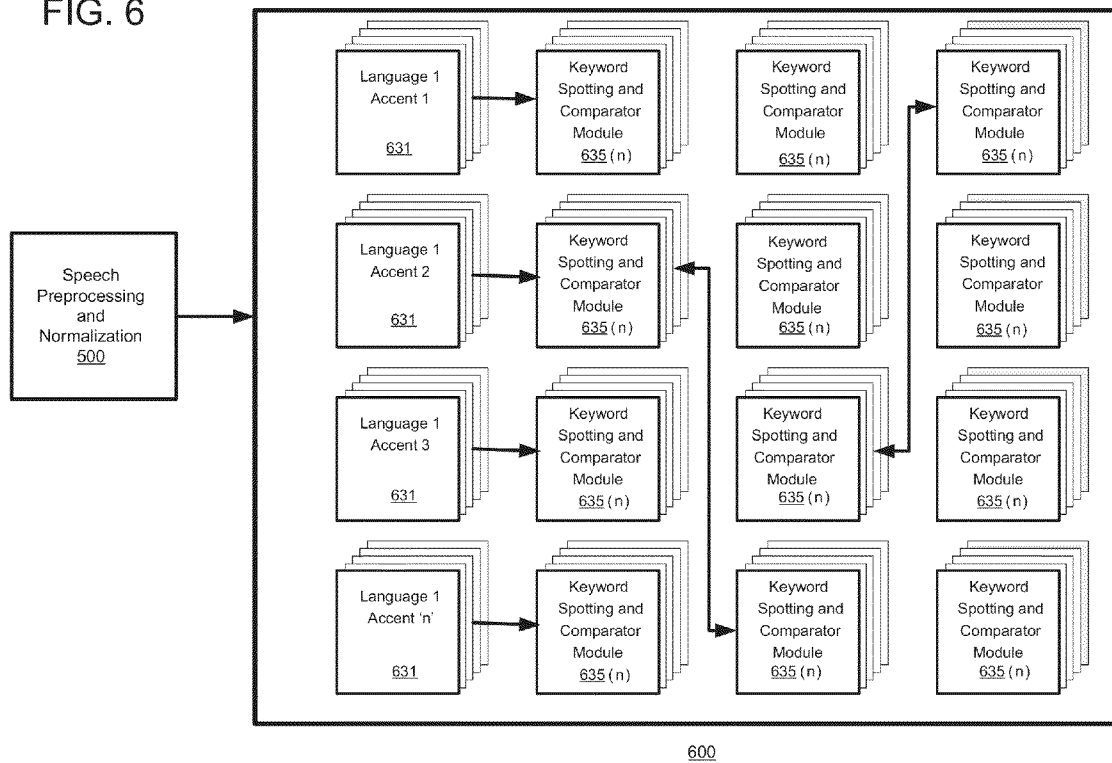 FIG. 6
Speech
Preprocessing
and
Normalization
500
Language 1
Accent 1
631
Keyword
Spotting and
Comparator
Module
635 (n)
Keyword
Spotting and
Comparator
Module
635 (n)
Keyword
Spotting and
Comparator
Module
635 (n)
Language 1
Accent 2
631
Keyword
Spotting and
Comparator
Module
635 (n)
Keyword
Spotting and
Comparator
Module
635 (n)
Keyword
Spotting and
Comparator
Module
635 (n)
Language 1
Accent 3
631
Keyword
Spotting and
Comparator
Module
635 (n)
Keyword
Spotting and
Comparator
Module
635 (n)
Keyword
Spotting and
Comparator
Module
635 (n)
Language 1
Accent 'n'
631
Keyword
Spotting and
Comparator
Module
635 (n)
Keyword
Spotting and
Comparator
Module
635 (n)
Keyword
Spotting and
Comparator
Module
635 (n)
600